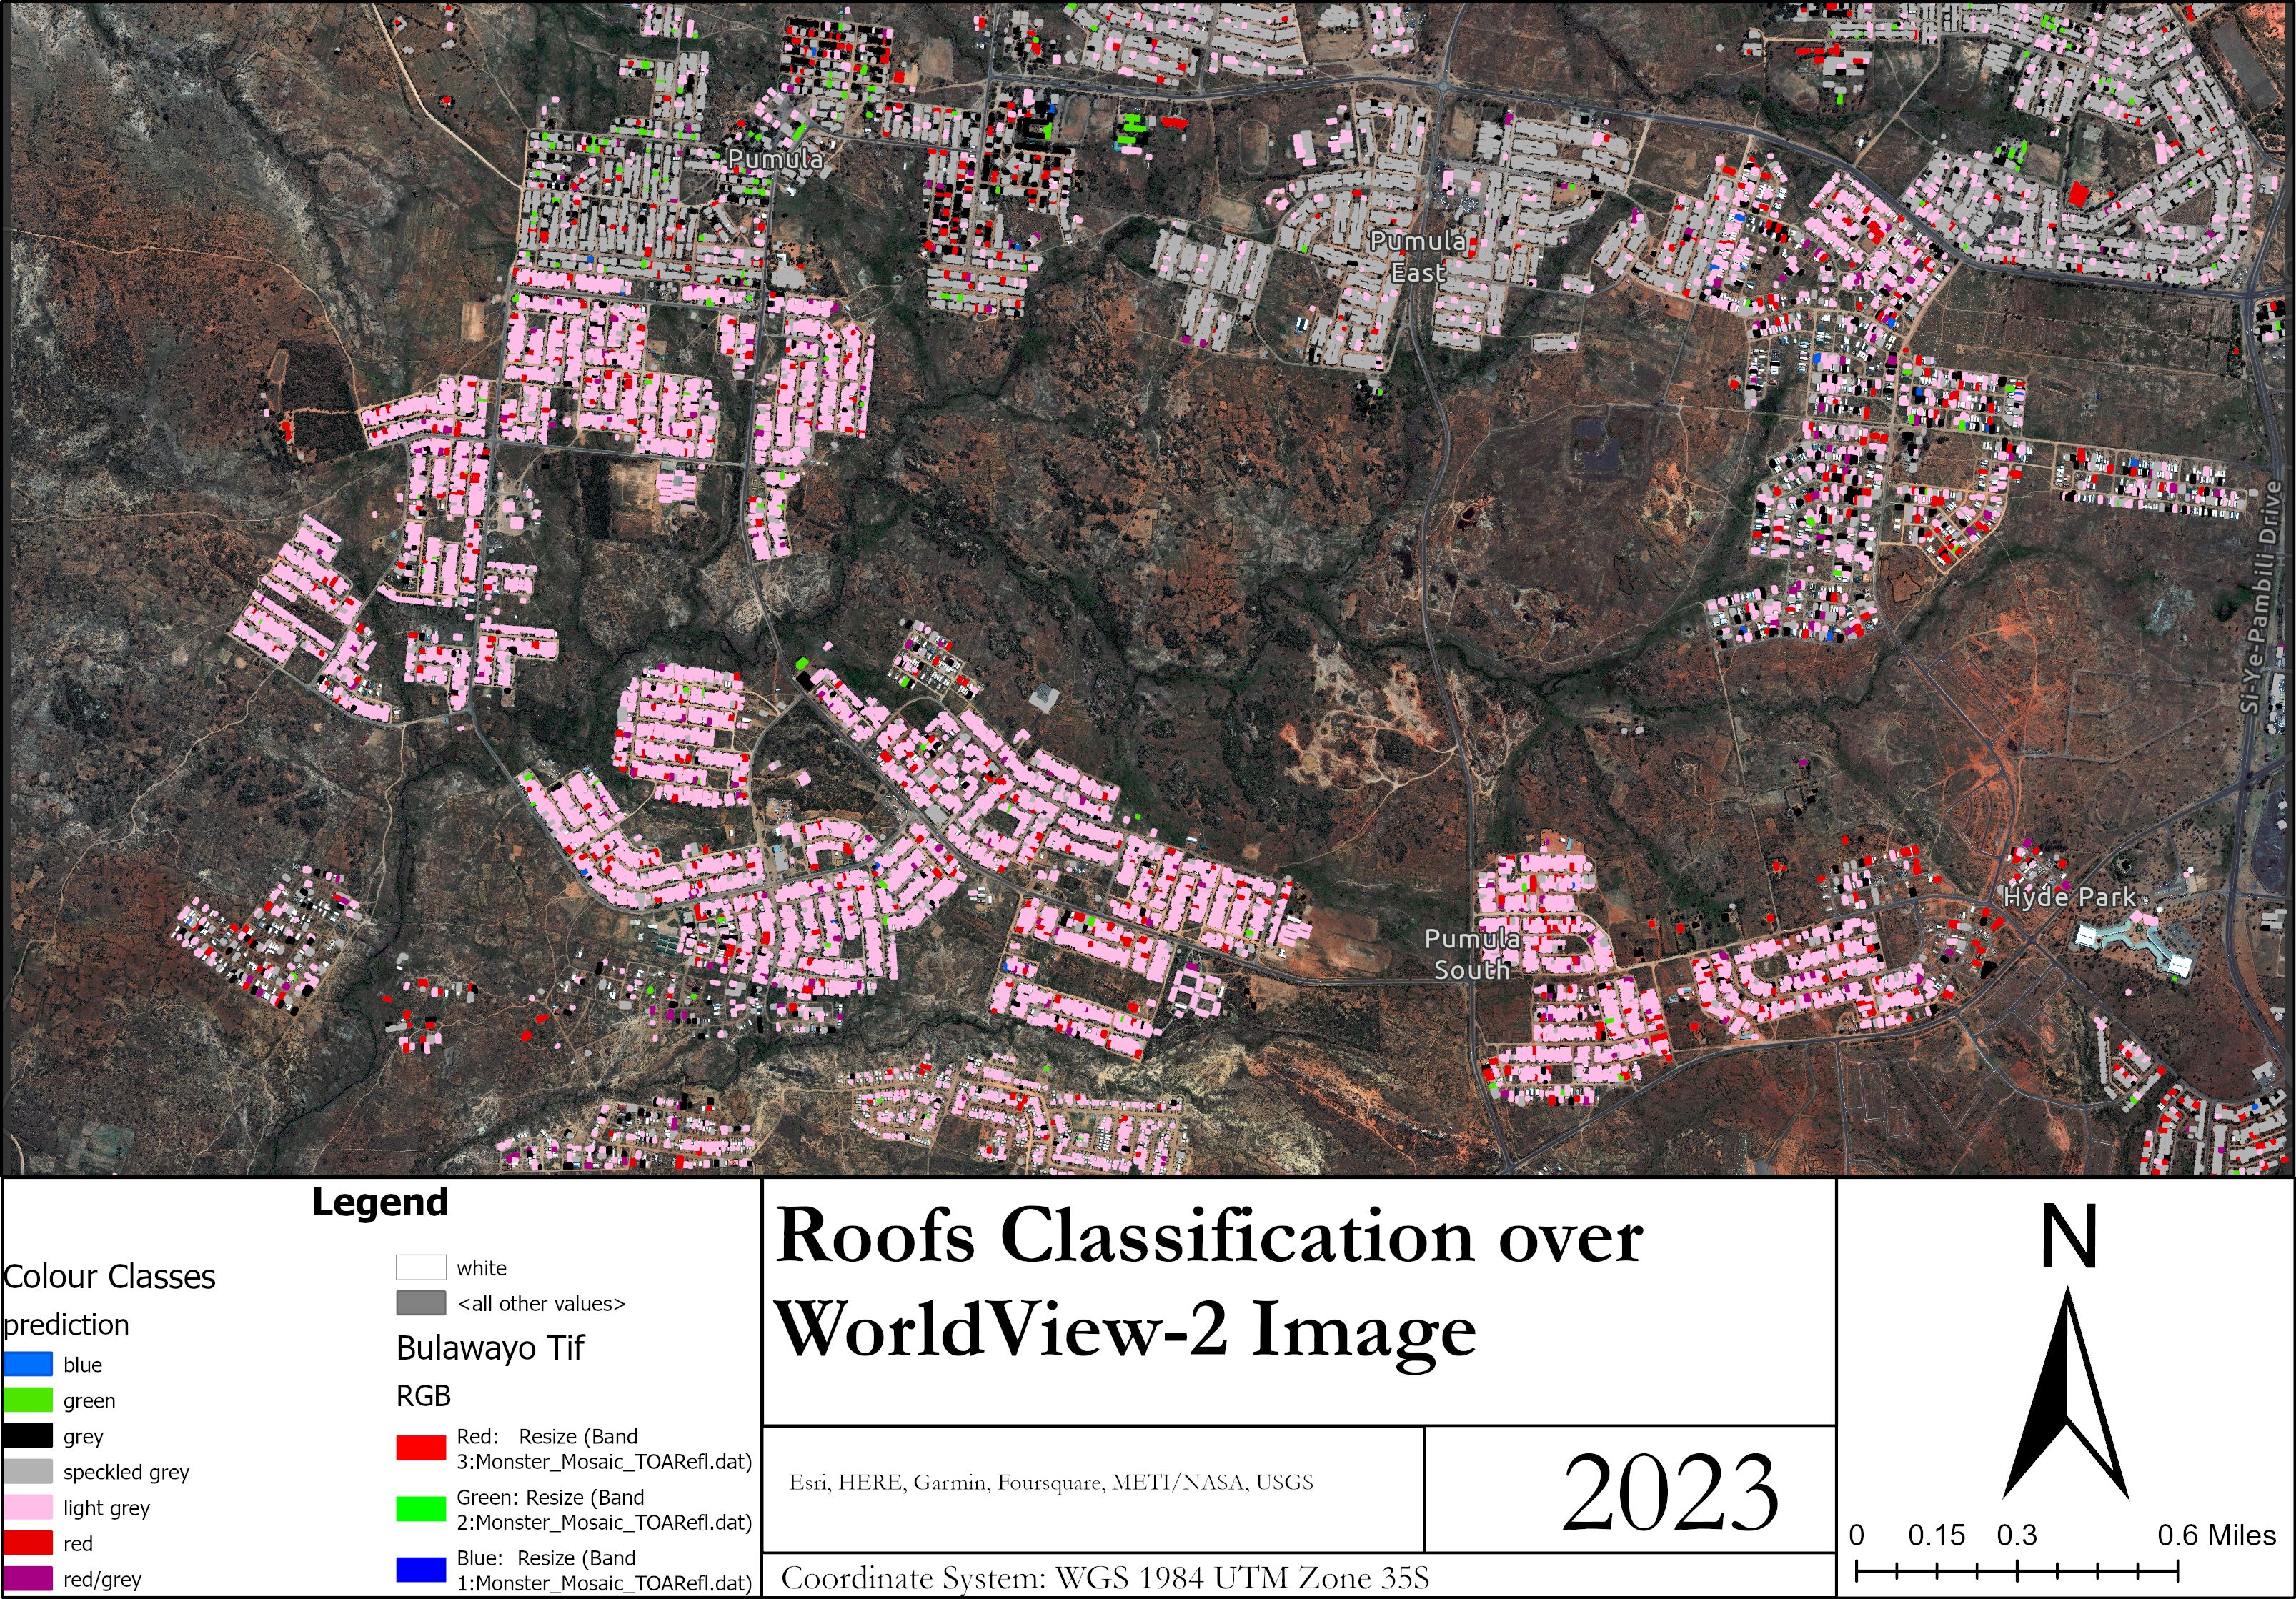 Pumula
Pumula
East
Si-Ye-Pambili Drive
Hyde Park
Pumula
South
Legend
Colour Classes
prediction
blue
green
grey
speckled grey
light grey
red
red/grey
white
<all other values>
Bulawayo Tif
RGB
Red: Resize (Band
3:Monster_Mosaic_TOARefl.dat)
Green: Resize (Band
2:Monster_Mosaic_TOARefl.dat)
Blue: Resize (Band
1:Monster_Mosaic_TOARefl.dat)
Roofs Classification over
WorldView-2 Image
Esri, HERE, Garmin, Foursquare, METI/NASA, USGS
2023
Coordinate System: WGS 1984 UTM Zone 35S
N
0 0.15 0.3 0.6 Miles